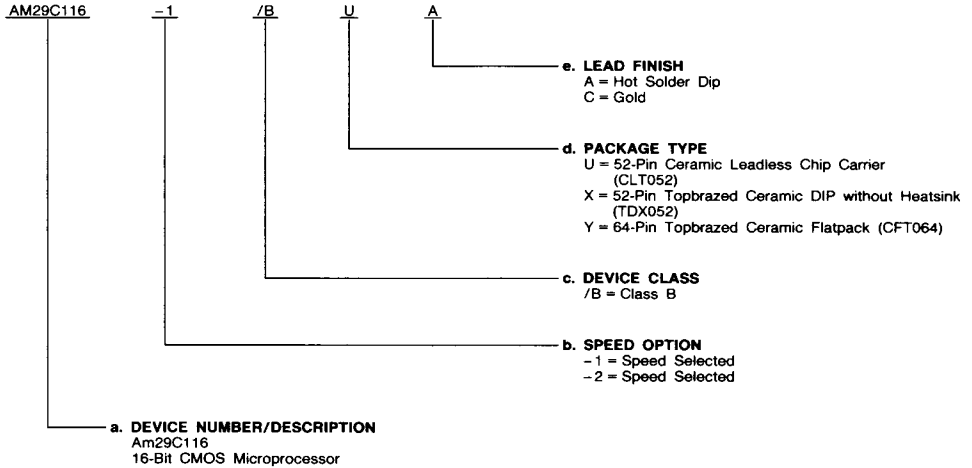 AM29C116 -1 /B U A
e. LEAD FINISH
A = Hot Solder Dip
C = Gold
d. PACKAGE TYPE
U = 52-Pin Ceramic Leadless Chip Carrier
(CLT052)
X = 52-Pin Topbrazed Ceramic DIP without Heatsink
(TDX052)
Y = 64-Pin Topbrazed Ceramic Flatpack (CFT064)
c. DEVICE CLASS
/B = Class B
b. SPEED OPTION
-1 = Speed Selected
-2 = Speed Selected
a. DEVICE NUMBER/DESCRIPTION
Am29C116
16-Bit CMOS Microprocessor